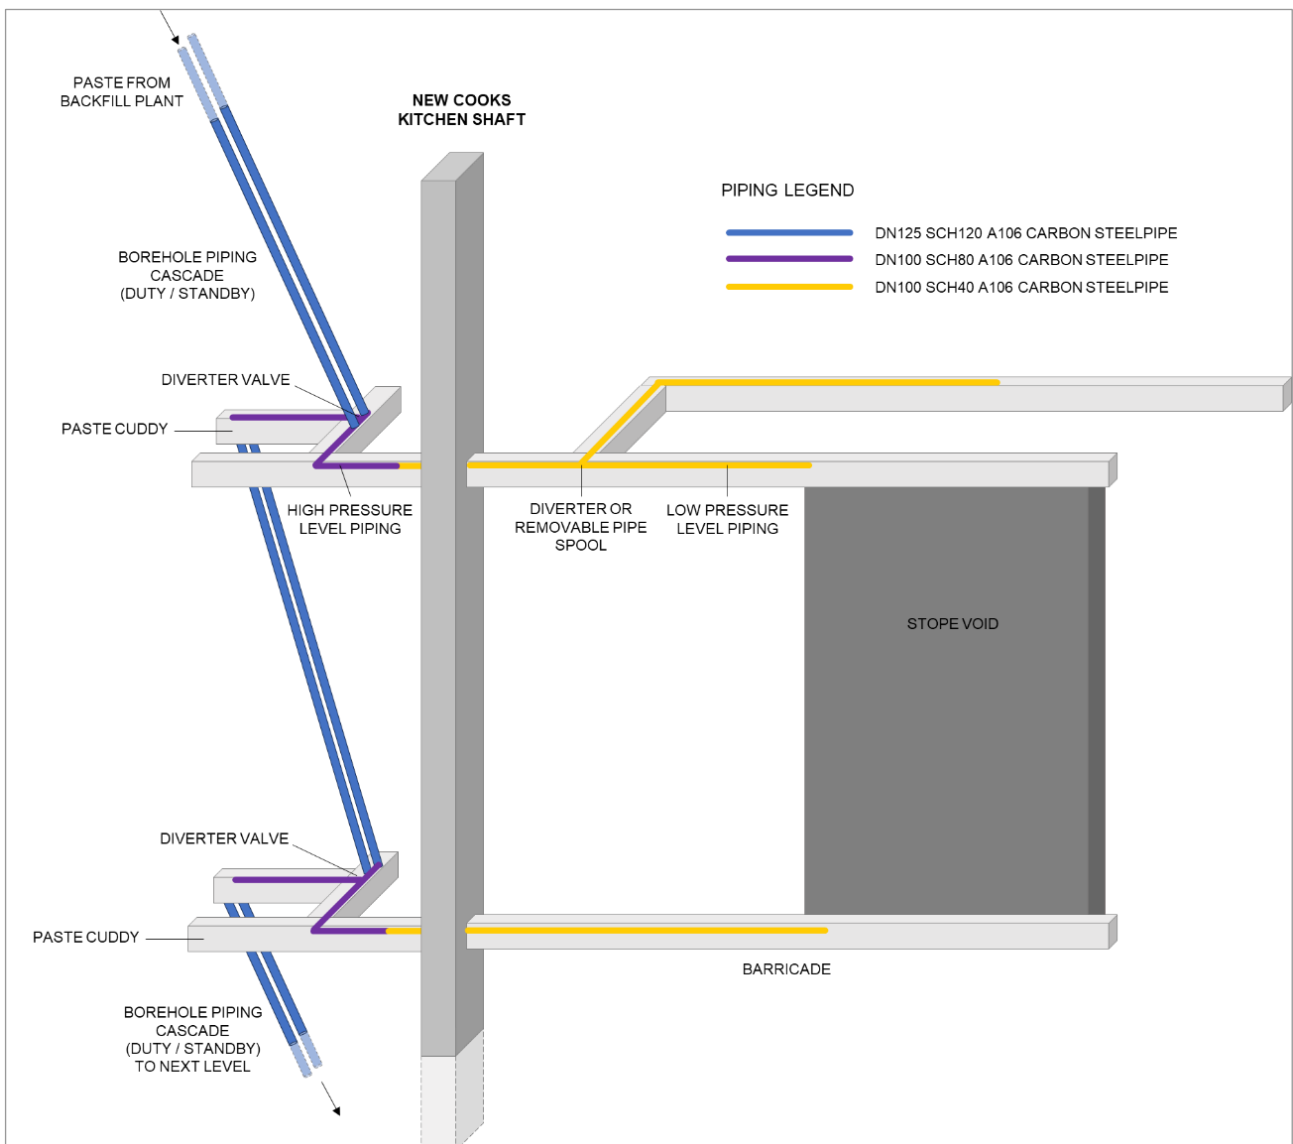 PASTE FROM
BACKFILL PLANT
NEW COOKS
KITCHEN SHAFT
PIPING LEGEND
DN125 SCH120 A106 CARBON STEELPIPE
DN100 SCH80 A106 CARBON STEELPIPE
DN100 SCH40 A106 CARBON STEELPIPE
BOREHOLE PIPING
CASCADE
(DUTY / STANDBY)
DIVERTER VALVE
PASTE CUDDY
HIGH PRESSURE
LEVEL PIPING
DIVERTER OR
REMOVABLE PIPE
SPOOL
LOW PRESSURE
LEVEL PIPING
STOPE VOID
DIVERTER VALVE
PASTE CUDDY
BARRICADE
BOREHOLE PIPING
CASCADE
(DUTY / STANDBY)
TO NEXT LEVEL